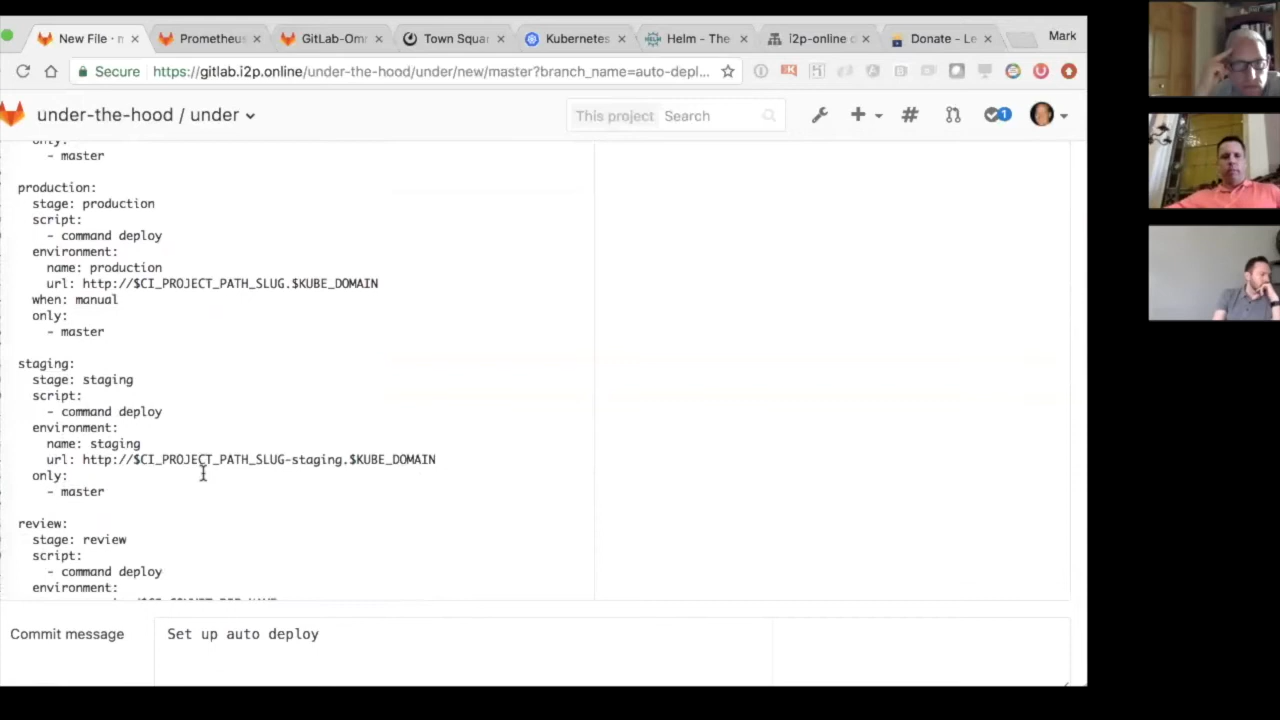 New File · n
Prometheus
GitLab-Omr
Town Squar
Kubernetes
Helm - The
i2p-online c
Donate - Le
Mark
Secure
https://gitlab.i2p.online/under-the-hood/under/new/master?branch_name=auto-depl...
under-the-hood / under
This project
Search
1
only:
- master
production:
stage: production
script:
- command deploy
environment:
name: production
url: http://$CI_PROJECT_PATH_SLUG.$KUBE_DOMAIN
when: manual
only:
- master
staging:
stage: staging
script:
- command deploy
environment:
name: staging
url: http://$CI_PROJECT_PATH_SLUG-staging.$KUBE_DOMAIN
only:
- master
review:
stage: review
script:
- command deploy
environment:
Commit message
Set up auto deploy